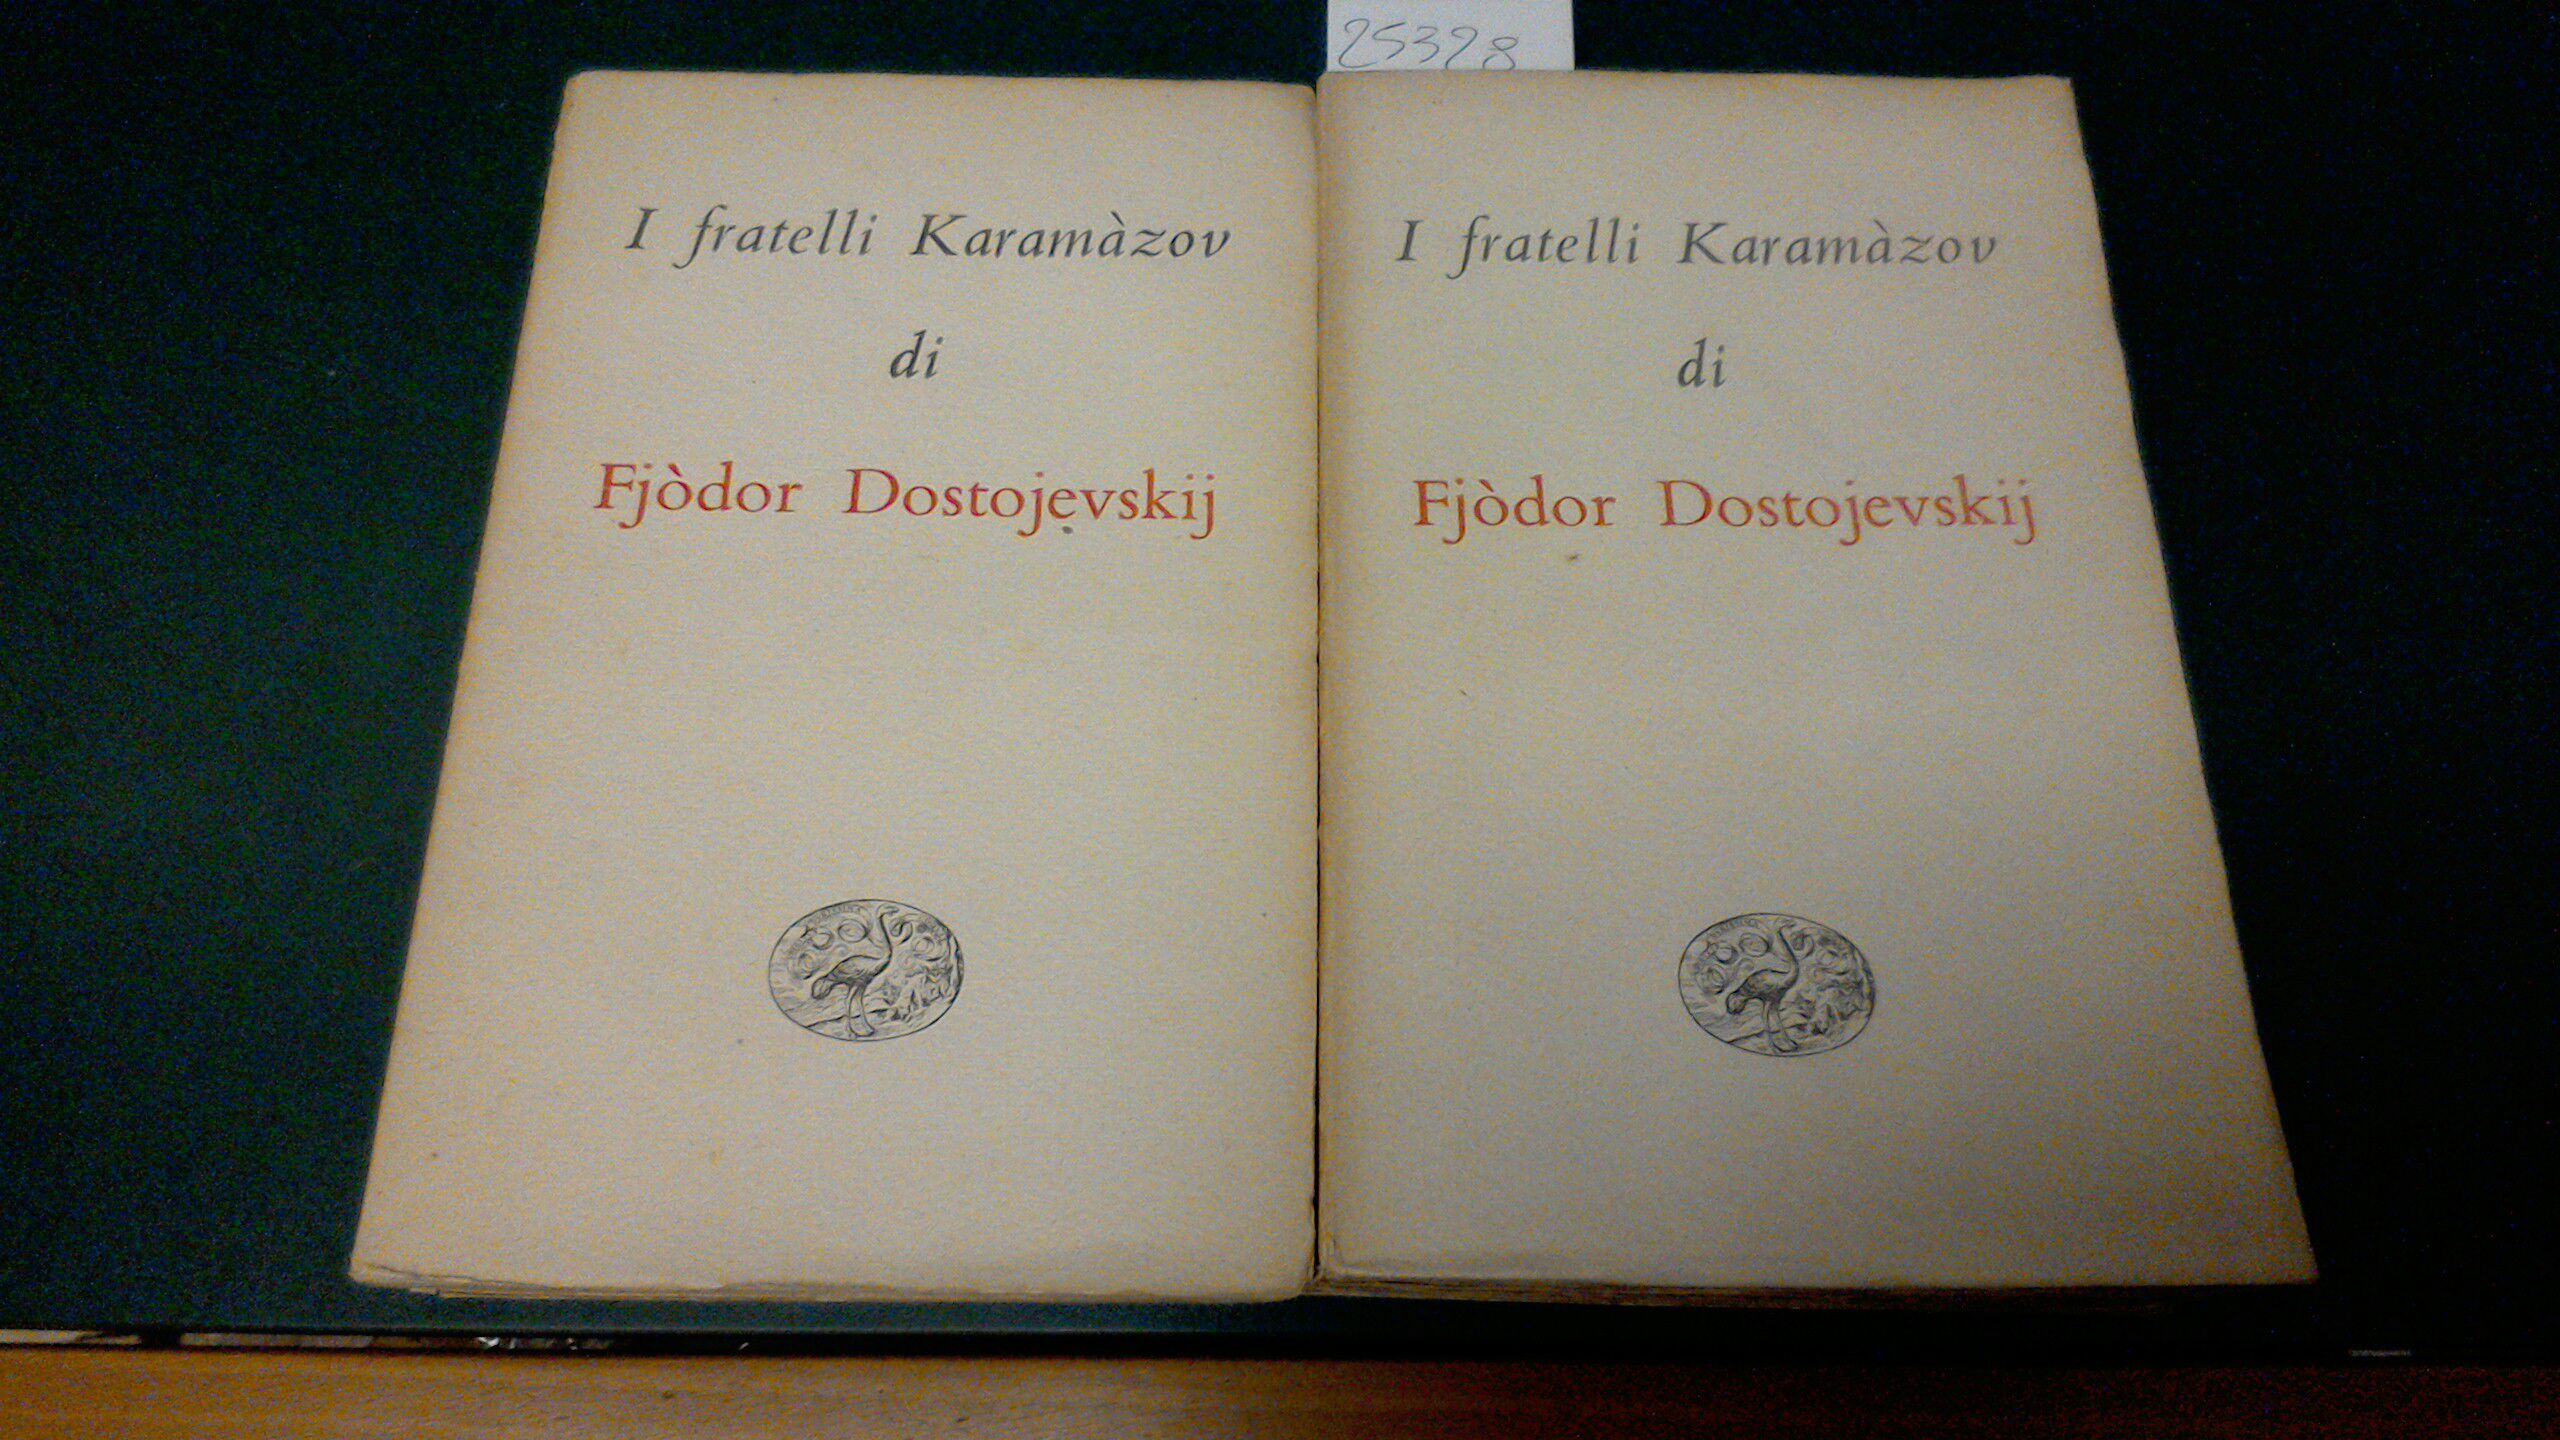 25328
I fratelli Karamàzov
di
Fjòdor Dostojevskij
I fratelli Karamàzov
di
Fjòdor Dostojevskij